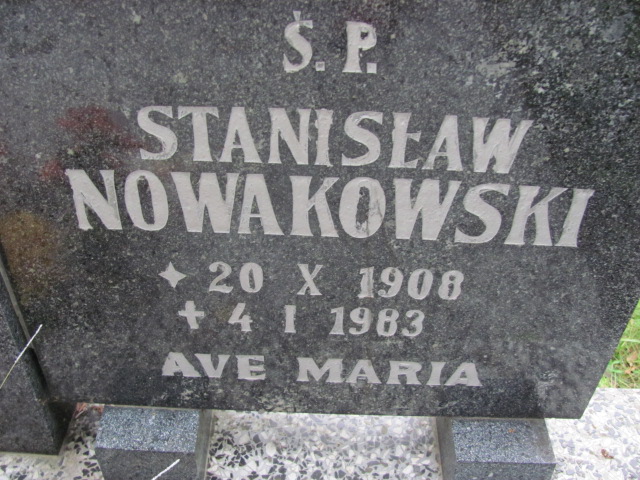 Ś.P.
STANISŁAW
NOWAKOWSKI
✦ 20 X 1908
✝ 4 I 1983
AVE MARIA